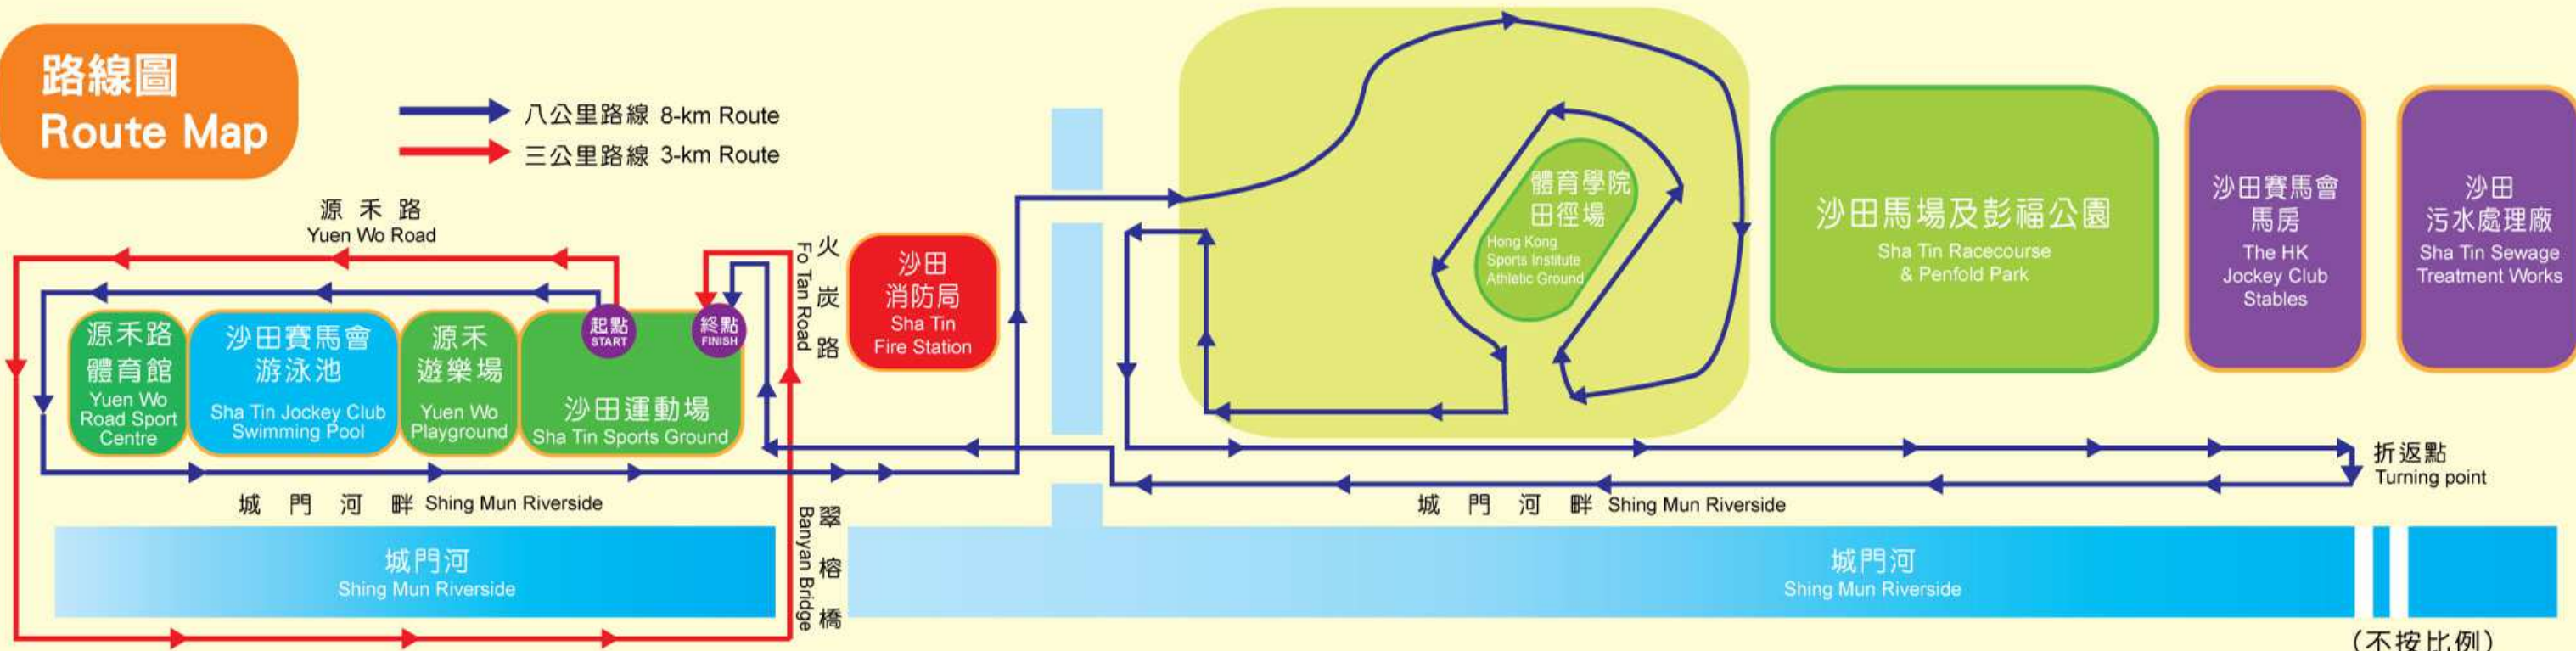 路線圖
Route Map
八公里路線 8-km Route
三公里路線 3-km Route
源禾路
Yuen Wo Road
起點
START
終點
FINISH
源禾路
體育館
Yuen Wo
Road Sport
Centre
沙田賽馬會
游泳池
Sha Tin Jockey Club
Swimming Pool
源禾
遊樂場
Yuen Wo
Playground
沙田運動場
Sha Tin Sports Ground
火炭路
Fo Tan Road
沙田
消防局
Sha Tin
Fire Station
體育學院
田徑場
Hong Kong
Sports Institute
Athletic Ground
沙田馬場及彭福公園
Sha Tin Racecourse
& Penfold Park
沙田賽馬會
馬房
The HK
Jockey Club
Stables
沙田
污水處理廠
Sha Tin Sewage
Treatment Works
折返點
Turning point
城門河畔 Shing Mun Riverside
城門河畔 Shing Mun Riverside
翠榕橋
Banyan Bridge
城門河
Shing Mun Riverside
城門河
Shing Mun Riverside
(不按比例)